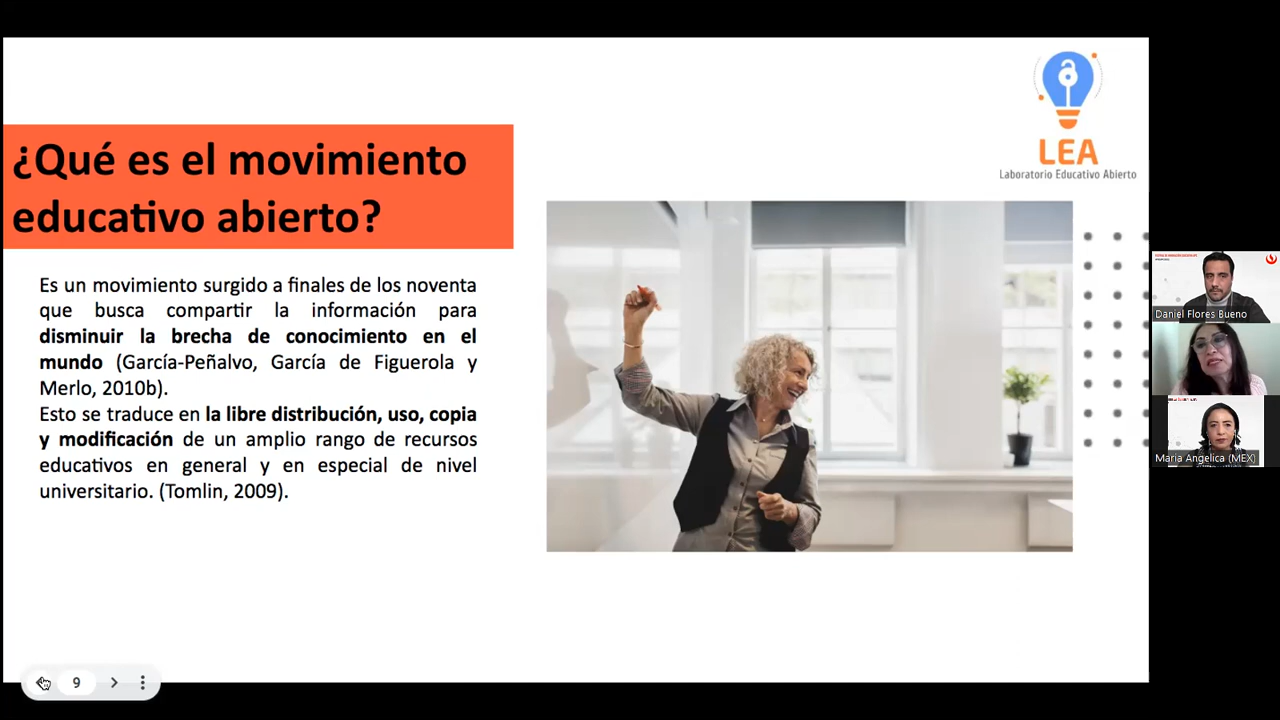 LEA
Laboratorio Educativo Abierto
¿Qué es el movimiento
educativo abierto?
Es un movimiento surgido a finales de los noventa
que busca compartir la información para
disminuir la brecha de conocimiento en el
mundo (García-Peñalvo, García de Figuerola y
Merlo, 2010b).
Esto se traduce en la libre distribución, uso, copia
y modificación de un amplio rango de recursos
educativos en general y en especial de nivel
universitario. (Tomlin, 2009).
Daniel Flores Bueno
Maria Angelica (MEX)
9